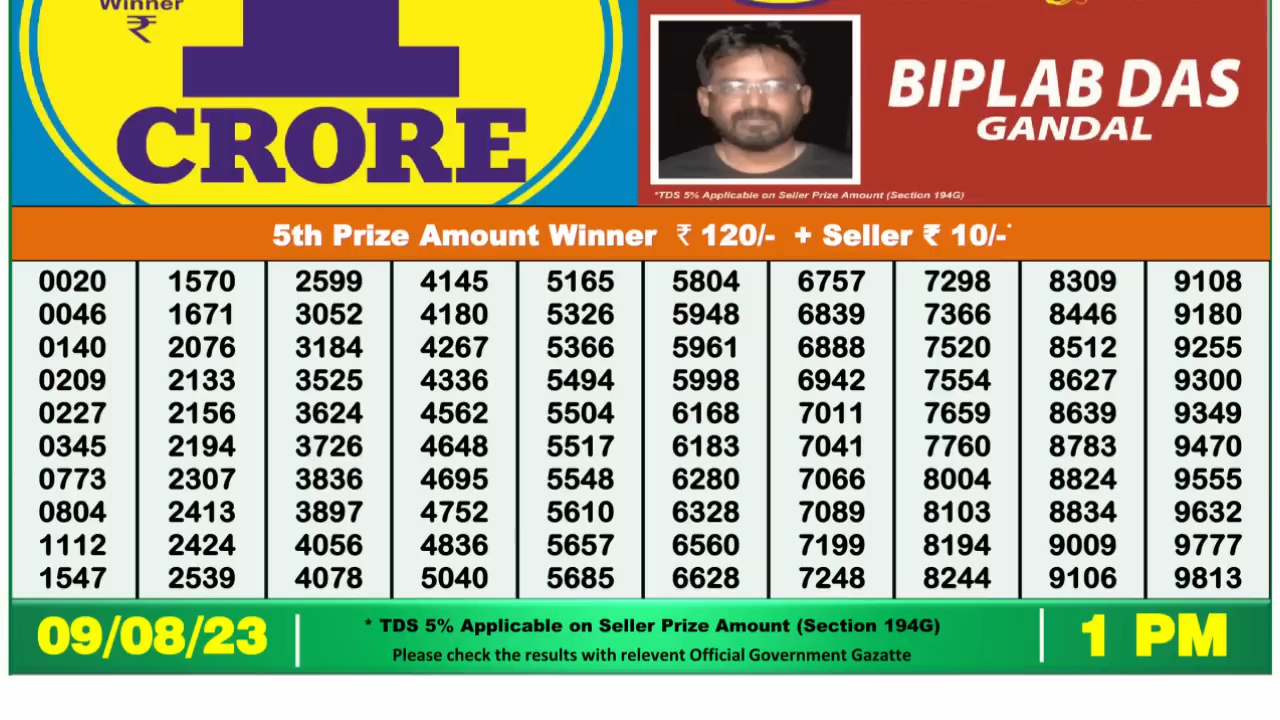 Winner
₹
1
CRORE
BIPLAB DAS
GANDAL
*TDS 5% Applicable on Seller Prize Amount (Section 194G)
5th Prize Amount Winner ₹ 120/- + Seller ₹ 10/-*
0020 1570 2599 4145 5165 5804 6757 7298 8309 9108
0046 1671 3052 4180 5326 5948 6839 7366 8446 9180
0140 2076 3184 4267 5366 5961 6888 7520 8512 9255
0209 2133 3525 4336 5494 5998 6942 7554 8627 9300
0227 2156 3624 4562 5504 6168 7011 7659 8639 9349
0345 2194 3726 4648 5517 6183 7041 7760 8783 9470
0773 2307 3836 4695 5548 6280 7066 8004 8824 9555
0804 2413 3897 4752 5610 6328 7089 8103 8834 9632
1112 2424 4056 4836 5657 6560 7199 8194 9009 9777
1547 2539 4078 5040 5685 6628 7248 8244 9106 9813
09/08/23
* TDS 5% Applicable on Seller Prize Amount (Section 194G)
Please check the results with relevent Official Government Gazatte
1 PM